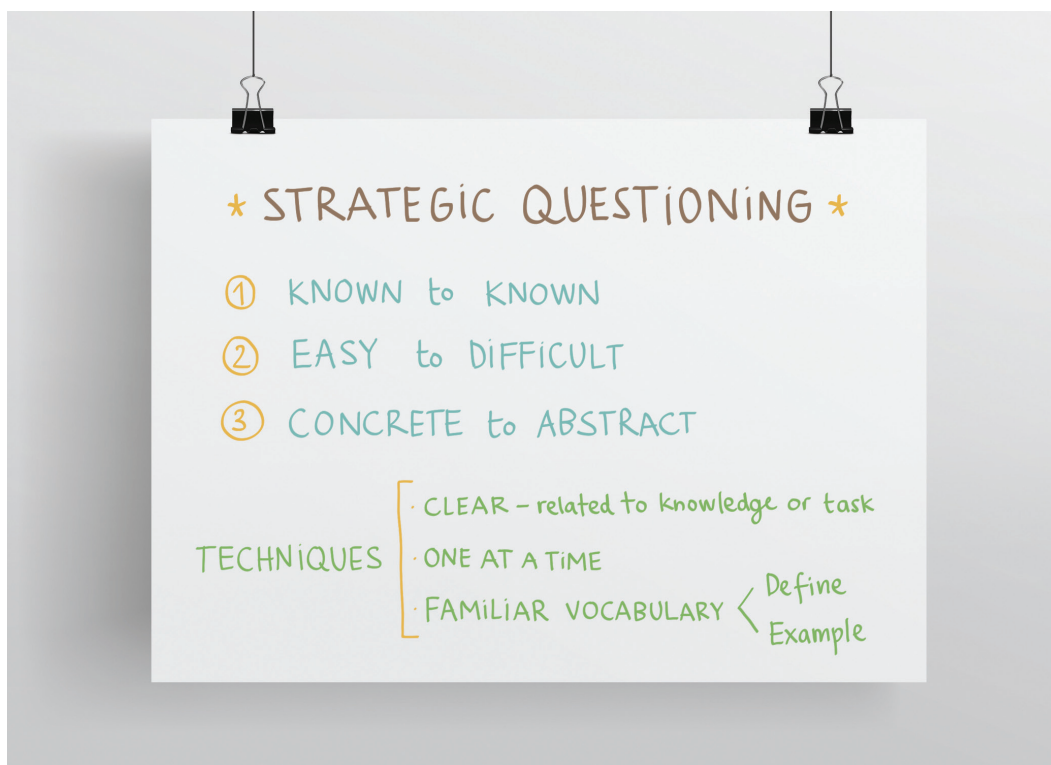 * STRATEGiC QUESTiONiNG *
1 KNOWN to KNOWN
2 EASY to DiFFiCULT
3 CONCRETE to ABSTRACT
TECHNiQUES
· CLEAR – related to knowledge or task
· ONE AT A TiME
· FAMiLiAR VOCABULARY
Define
Example